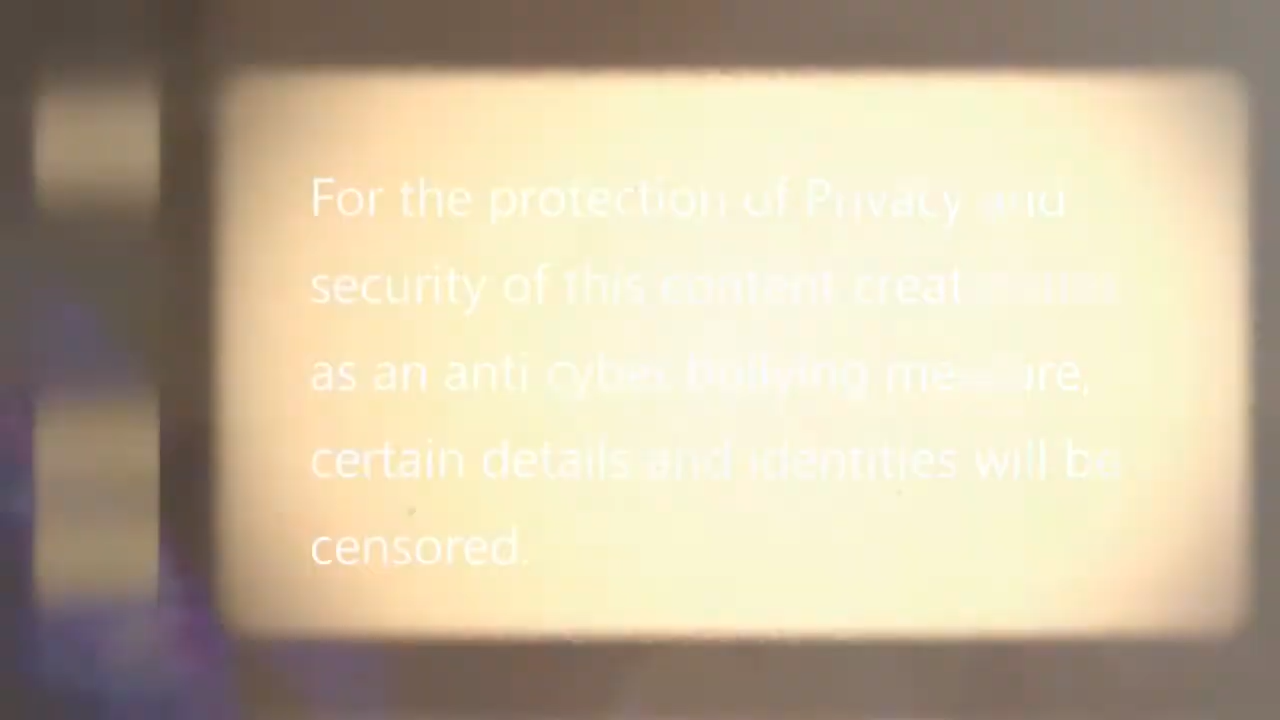 For the protection of Privacy and
security of this content creat
as an anti cyber bullying measure,
certain details and identities will be
censored.